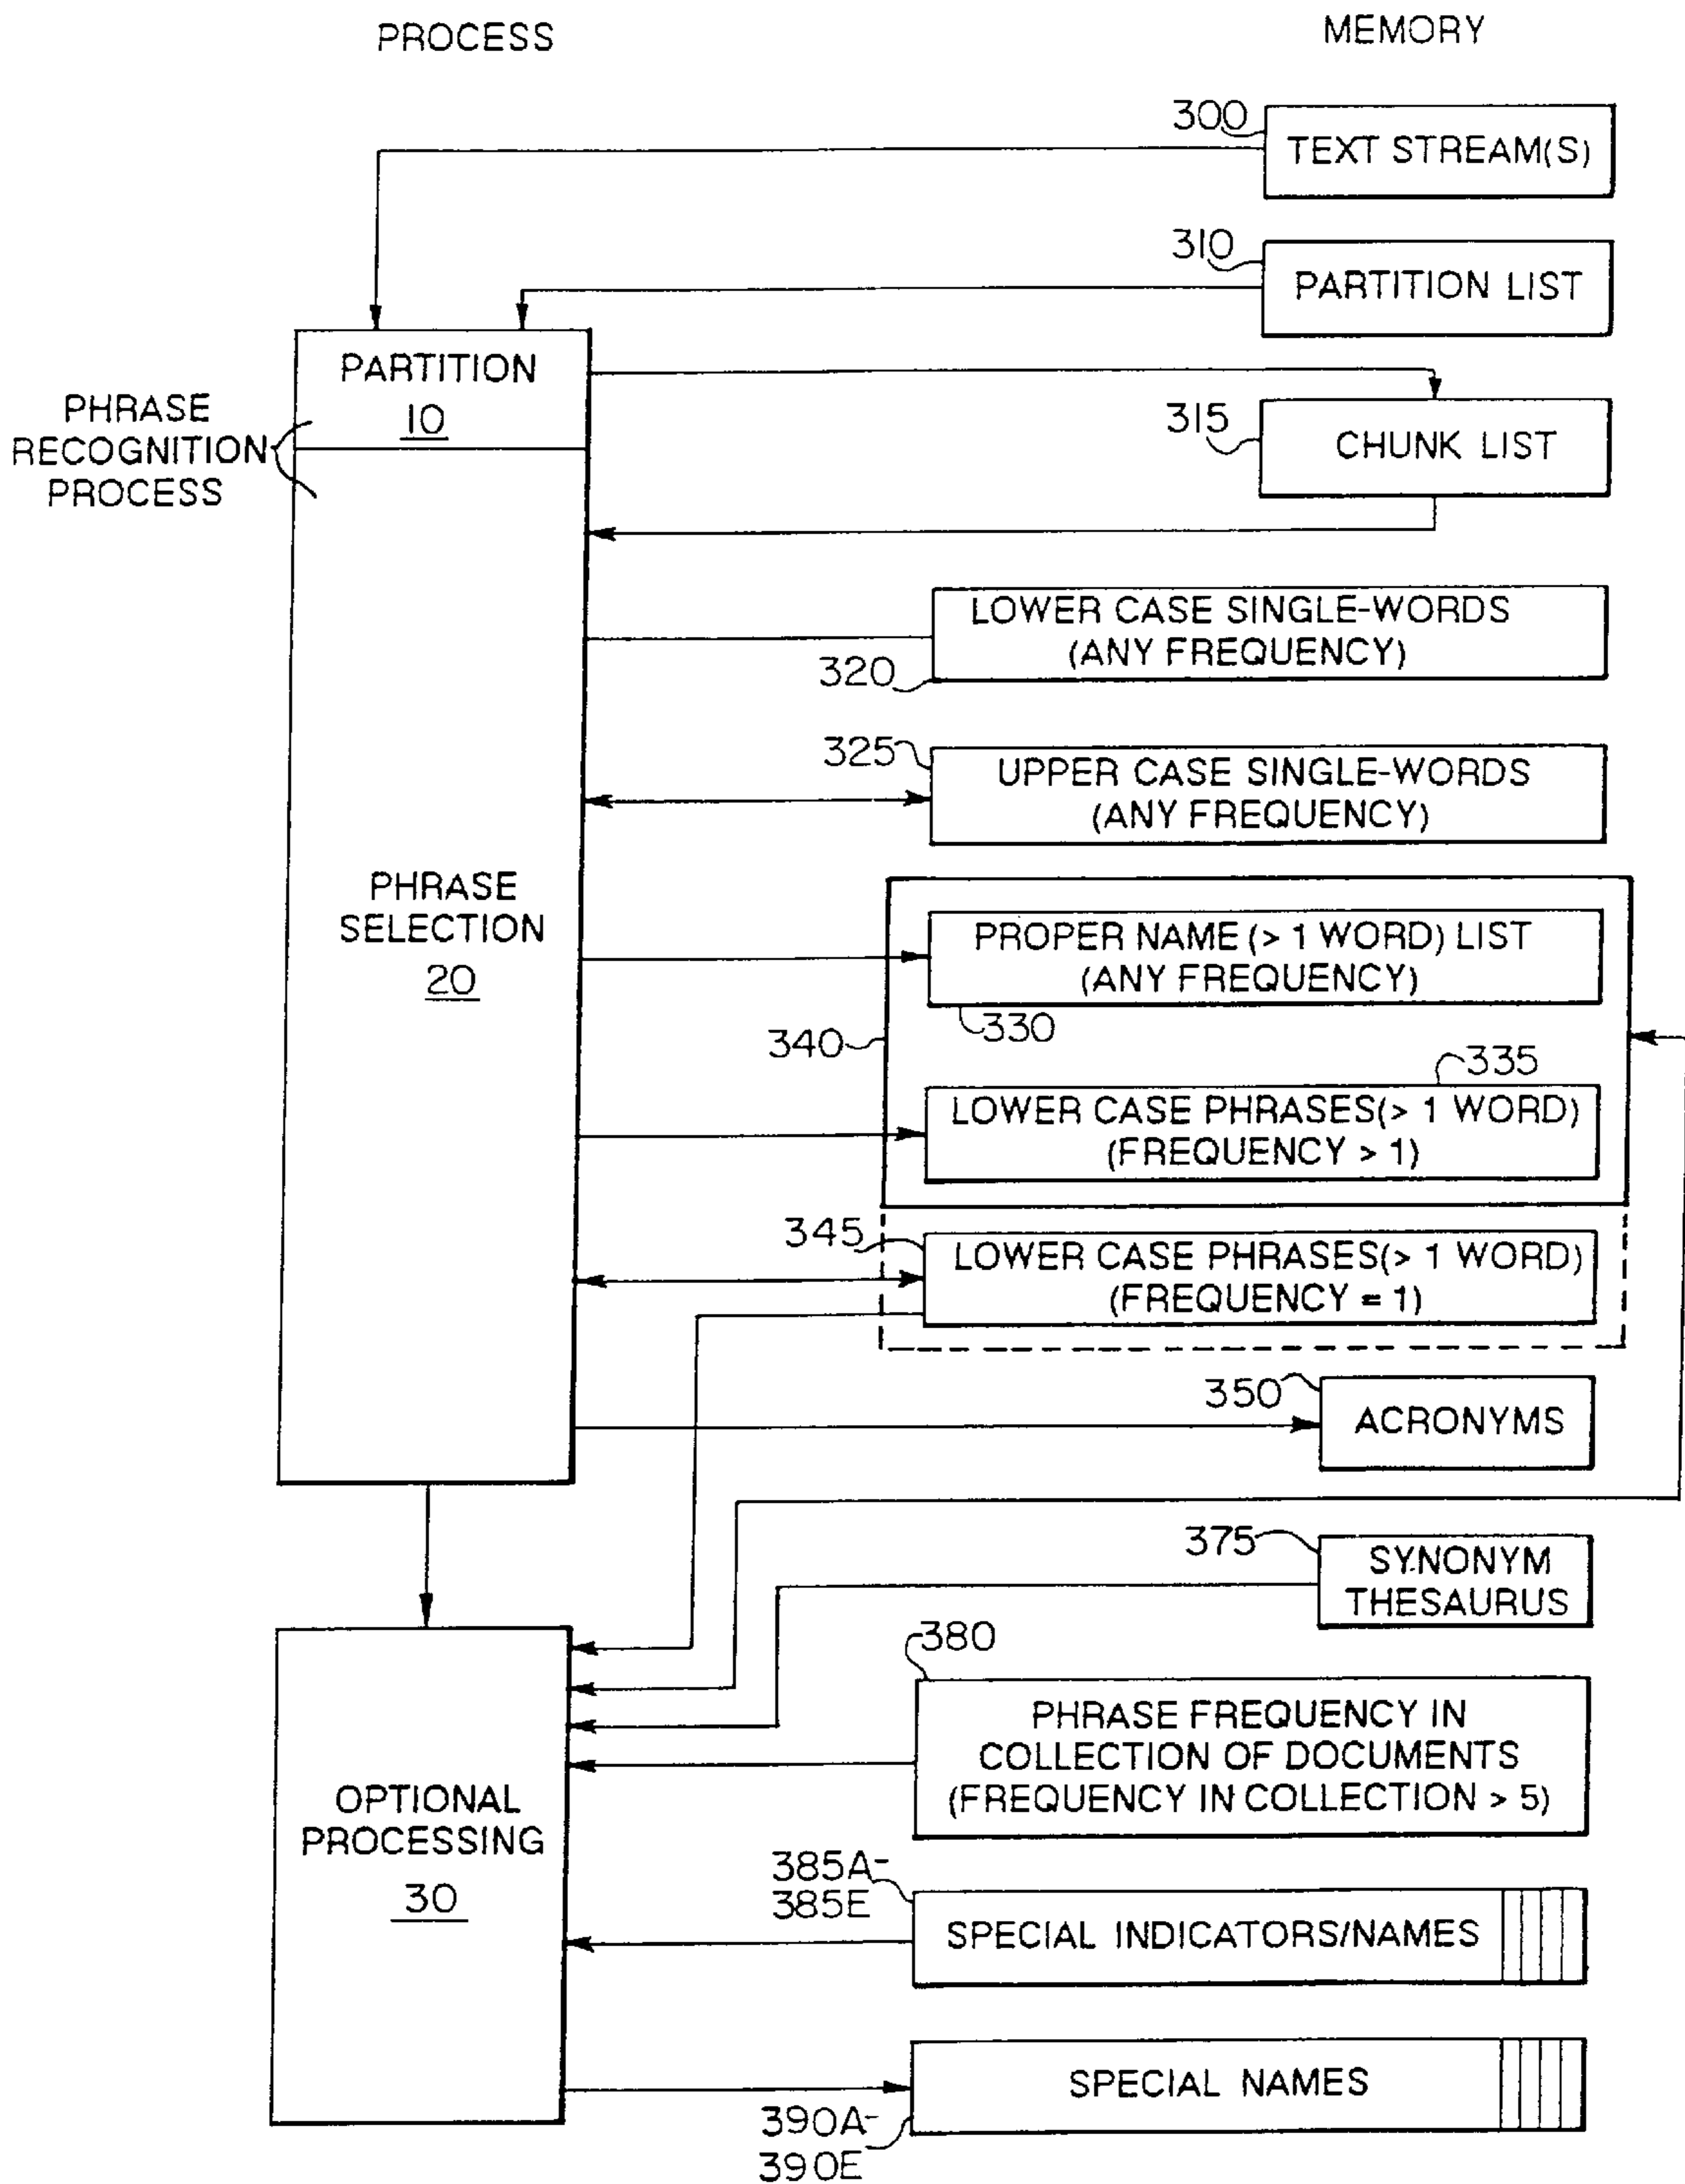 PROCESS
MEMORY
300
TEXT STREAM(S)
310
PARTITION LIST
PARTITION
10
PHRASE
RECOGNITION
PROCESS
315
CHUNK LIST
LOWER CASE SINGLE-WORDS
(ANY FREQUENCY)
320
325
UPPER CASE SINGLE-WORDS
(ANY FREQUENCY)
PHRASE
SELECTION
20
PROPER NAME (> 1 WORD) LIST
(ANY FREQUENCY)
330
340
335
LOWER CASE PHRASES(> 1 WORD)
(FREQUENCY > 1)
345
LOWER CASE PHRASES(> 1 WORD)
(FREQUENCY = 1)
350
ACRONYMS
375
SYNONYM
THESAURUS
380
PHRASE FREQUENCY IN
COLLECTION OF DOCUMENTS
(FREQUENCY IN COLLECTION > 5)
OPTIONAL
PROCESSING
30
385A-
385E
SPECIAL INDICATORS/NAMES
SPECIAL NAMES
390A-
390E